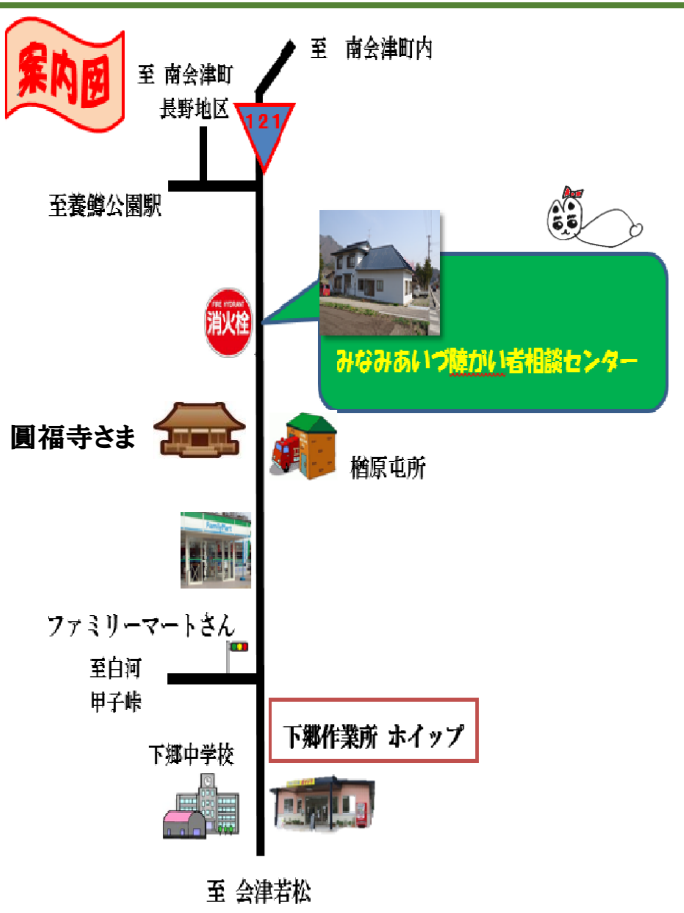 案内図
至 南会津町内
至 南会津町
長野地区
121
至養鱒公園駅
FIRE HYDRANT
消火栓
みなみあいづ障がい者相談センター
圓福寺さま
楢原屯所
FamilyMart
ファミリーマートさん
至白河
甲子峠
下郷作業所 ホイップ
下郷中学校
至 会津若松